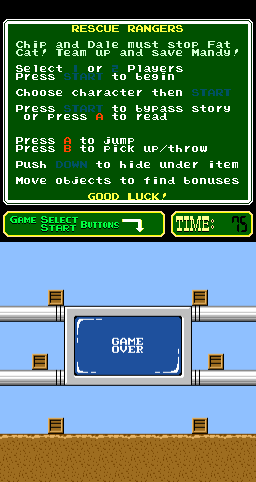 RESCUE RANGERS
Chip and Dale must stop Fat
Cat! Team up and save Mandy!
Select 1 or 2 Players
Press START to begin
Choose character then START
Press START to bypass story
or press A to read
Press A to jump
Press B to pick up/throw
Push DOWN to hide under item
Move objects to find bonuses
GOOD LUCK!
GAME SELECT
START BUTTONS
TIME: 75
GAME
OVER